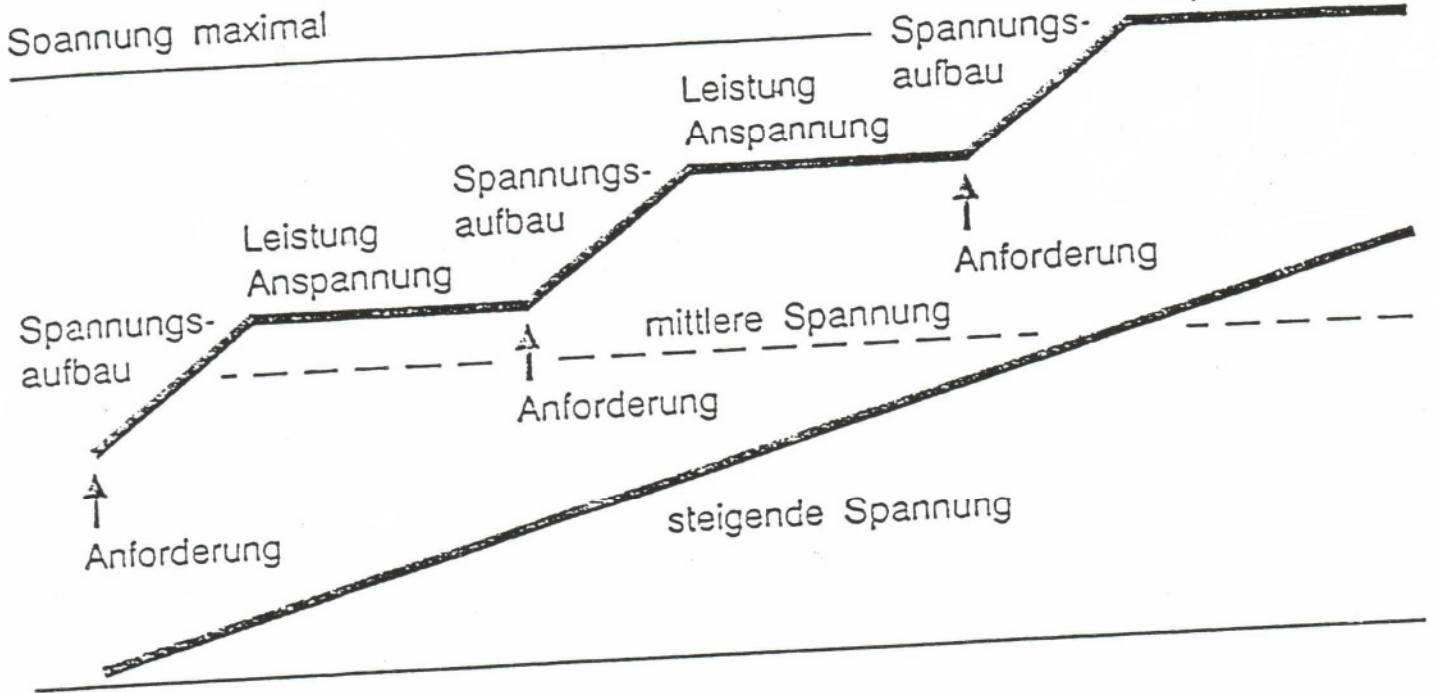 Soannung maximal
Spannungs-
aufbau
Leistung
Anspannung
Spannungs-
aufbau
Leistung
Anspannung
Spannungs-
aufbau
Anforderung
mittlere Spannung
Anforderung
steigende Spannung
Anforderung